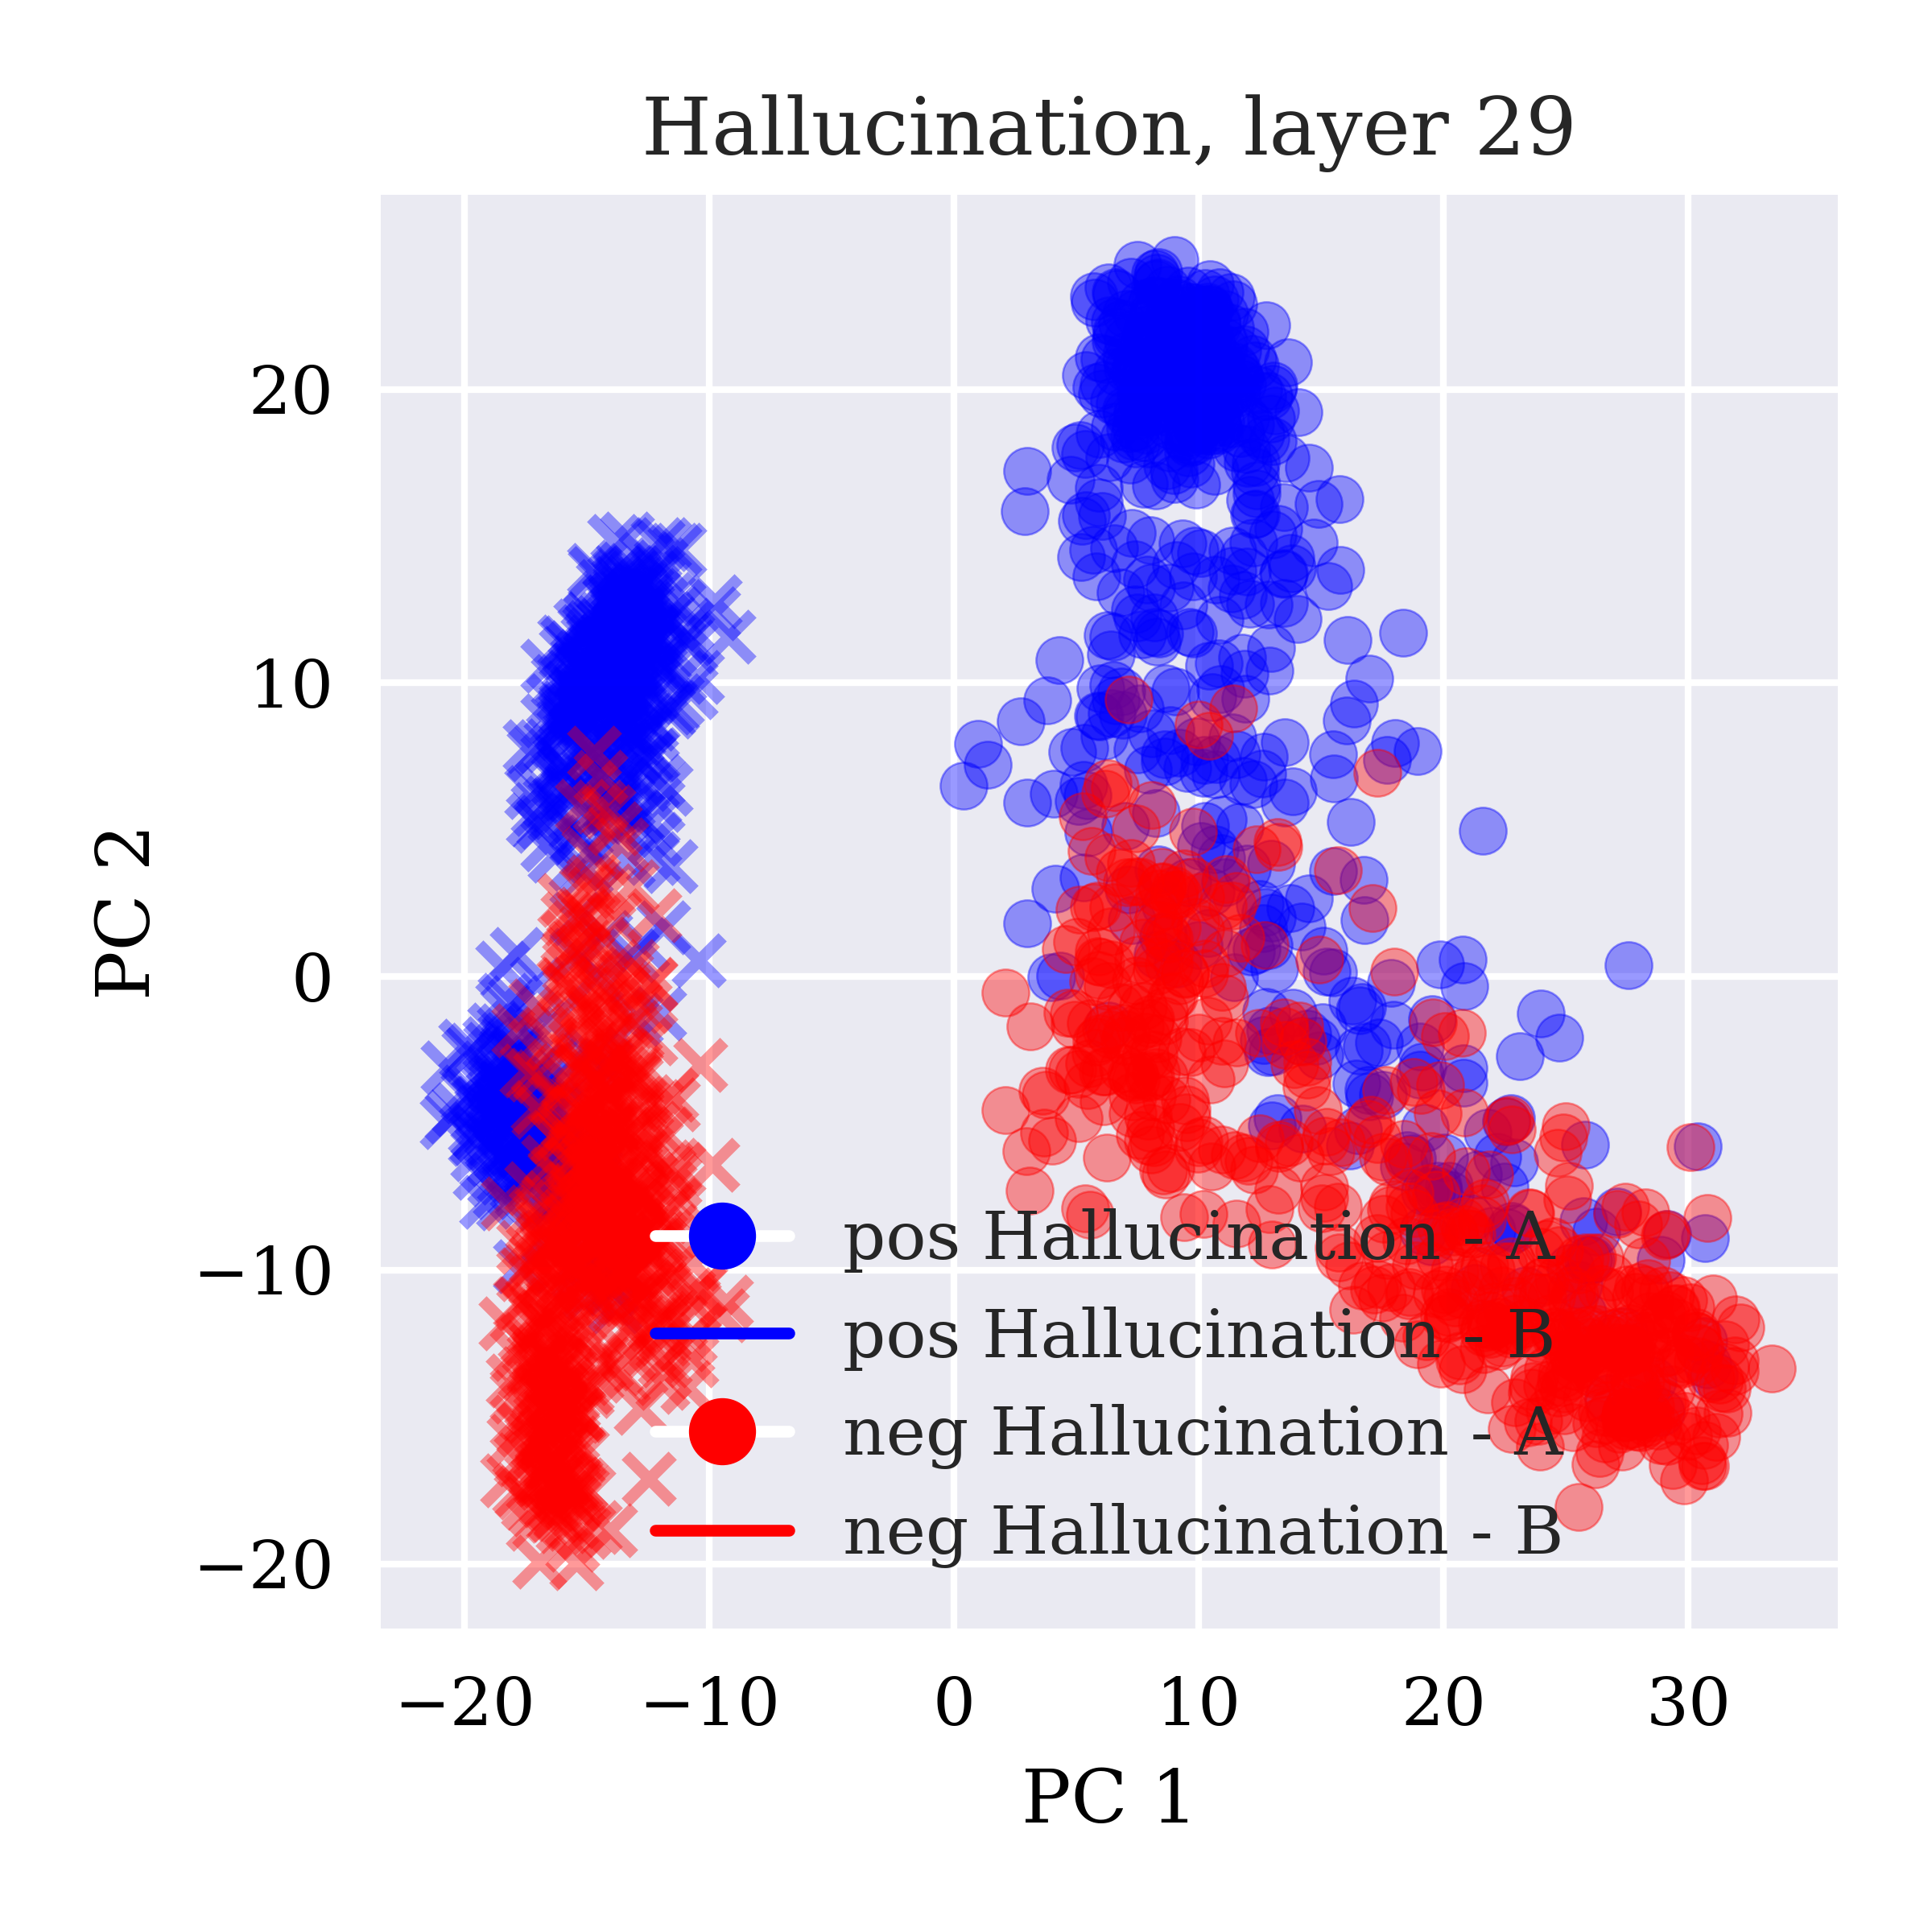 Hallucination, layer 29
PC 2
20
10
0
−10
−20
pos Hallucination - A
pos Hallucination - B
neg Hallucination - A
neg Hallucination - B
−20 −10 0 10 20 30
PC 1